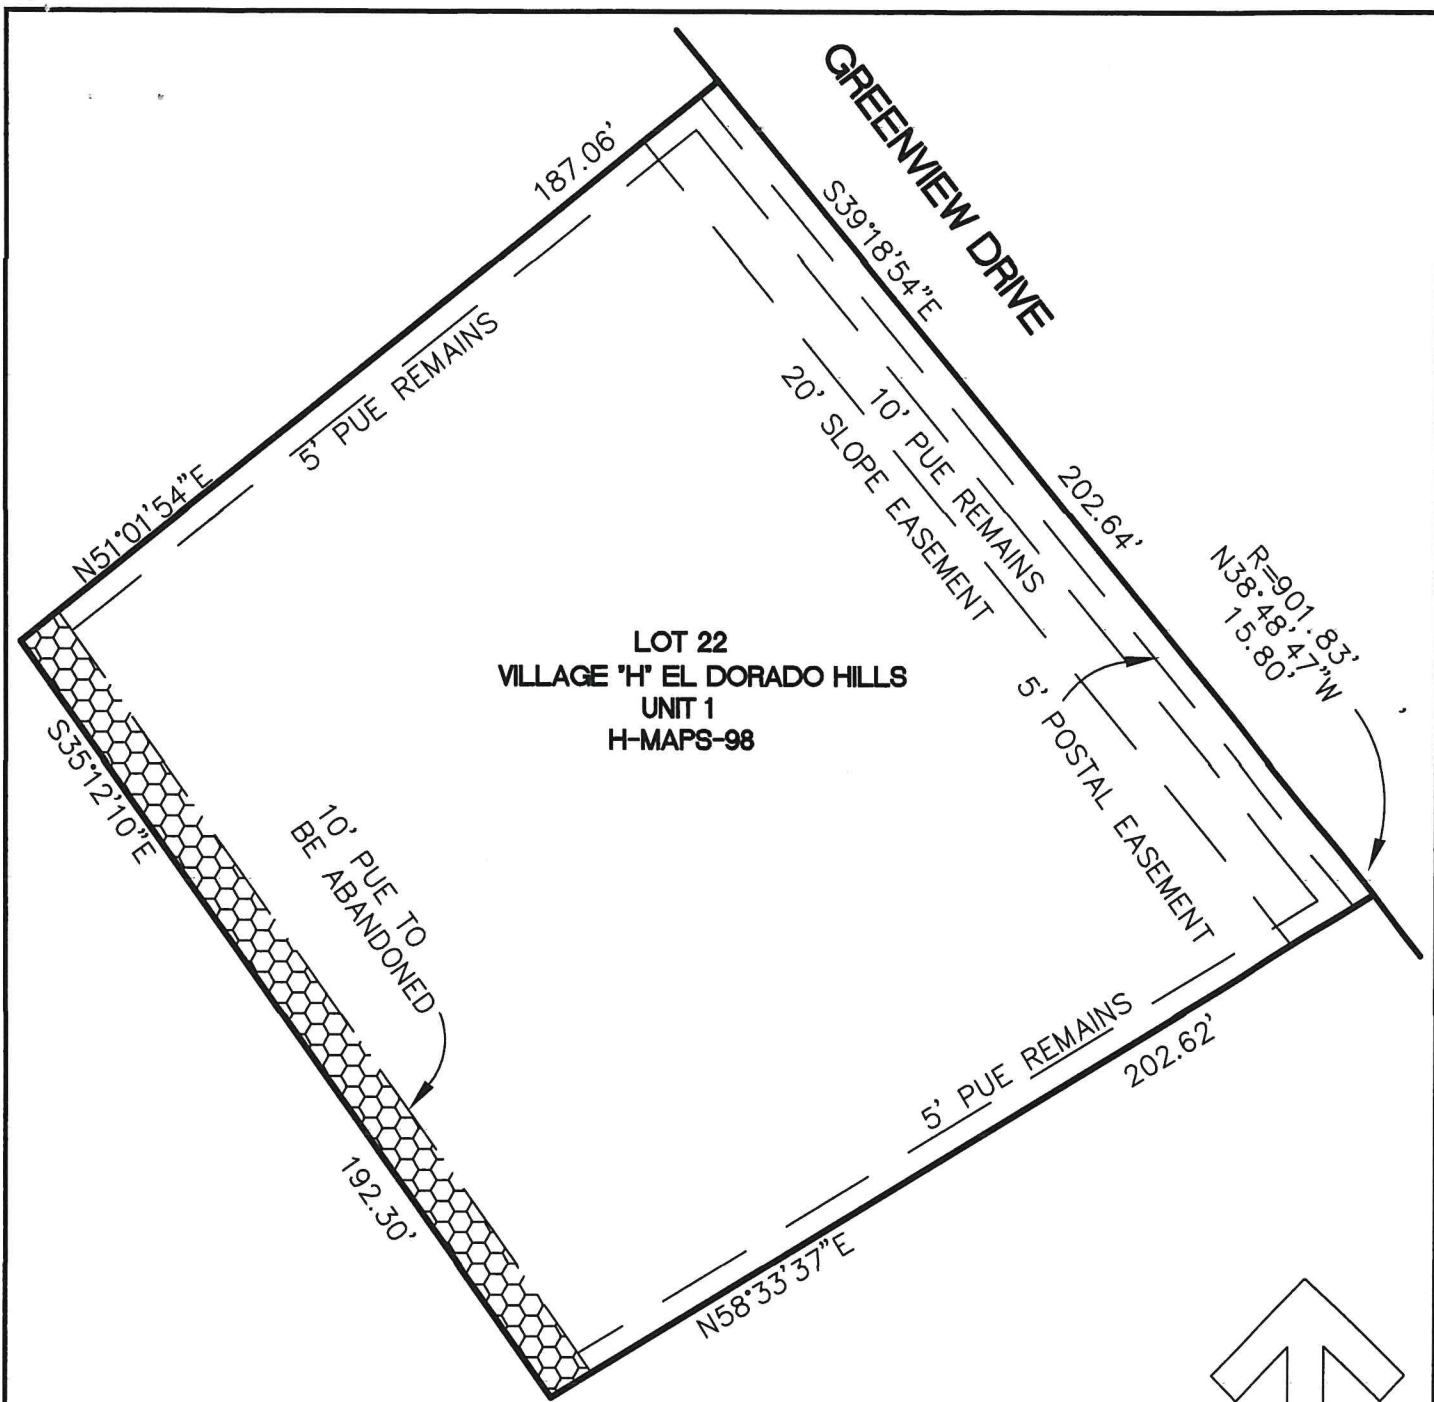 GREENVIEW DRIVE
187.06'
S39°18'54"E
5' PUE REMAINS
10' PUE REMAINS
20' SLOPE EASEMENT
N51°01'54"E
202.64'
R=901.83'
N38°48'47"W
15.80'
LOT 22
VILLAGE "H" EL DORADO HILLS
UNIT 1
H-MAPS-98
5' POSTAL EASEMENT
S35°12'10"E
10' PUE TO
BE ABANDONED
5' PUE REMAINS
202.62'
192.30'
N58°33'37"E